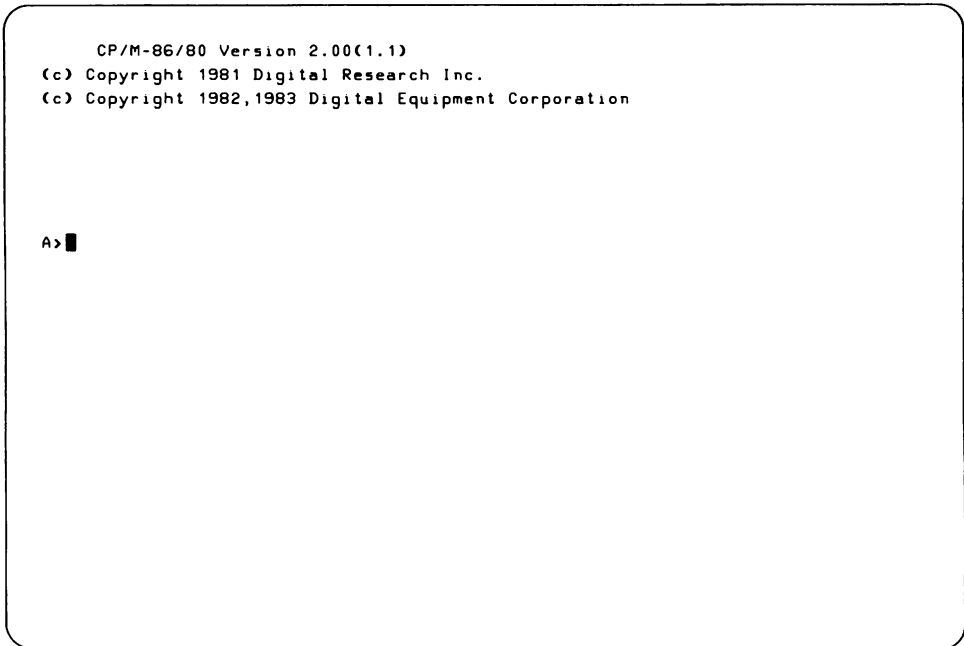 CP/M-86/80 Version 2.00(1.1)
(c) Copyright 1981 Digital Research Inc.
(c) Copyright 1982,1983 Digital Equipment Corporation
A>